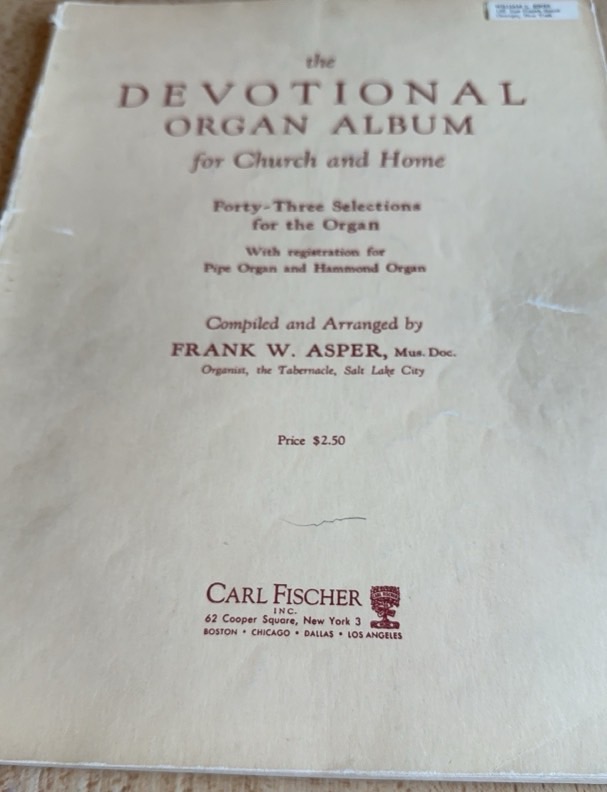 the
DEVOTIONAL
ORGAN ALBUM
for Church and Home
Forty-Three Selections
for the Organ
With registration for
Pipe Organ and Hammond Organ
Compiled and Arranged by
FRANK W. ASPER, Mus. Doc.
Organist, the Tabernacle, Salt Lake City
Price $2.50
CARL FISCHER
INC.
62 Cooper Square, New York 3
BOSTON • CHICAGO • DALLAS • LOS ANGELES